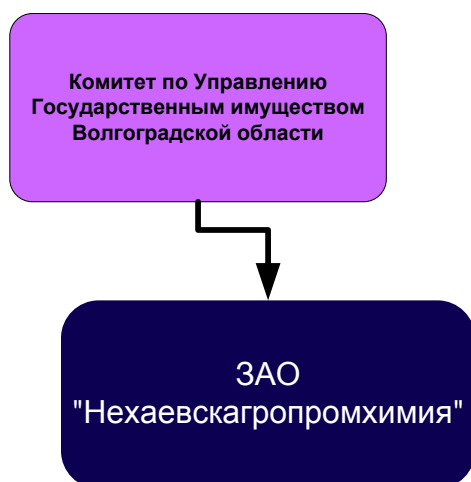 Комитет по Управлению
Государственным имуществом
Волгоградской области
ЗАО
"Нехаевскагропромхимия"